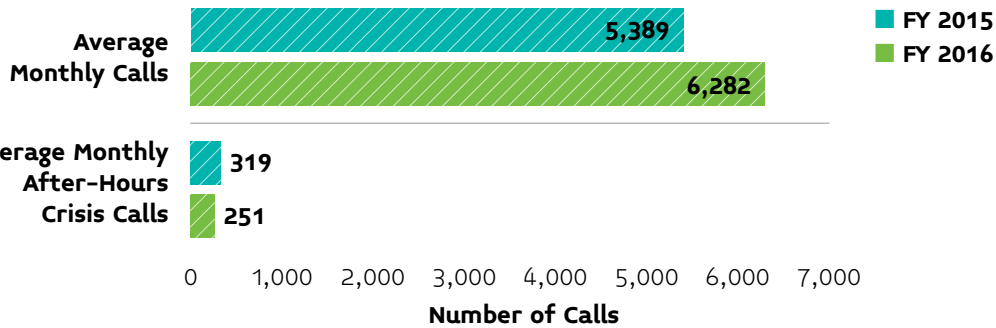 Average
Monthly Calls
5,389
6,282
FY 2015
FY 2016
erage Monthly
After-Hours
Crisis Calls
319
251
0 1,000 2,000 3,000 4,000 5,000 6,000 7,000
Number of Calls